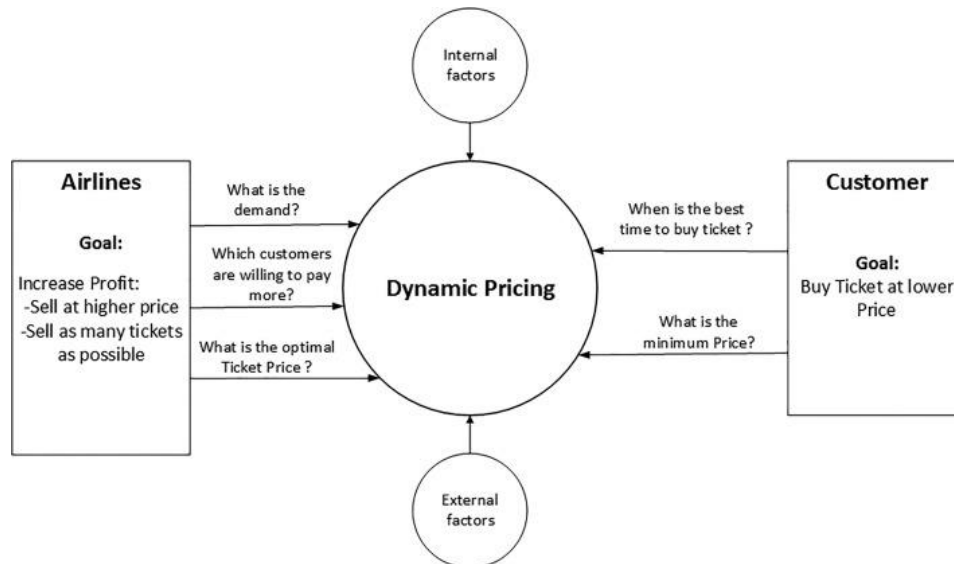 Internal
factors
Airlines
Goal:
Increase Profit:
-Sell at higher price
-Sell as many tickets
as possible
What is the
demand?
Which customers
are willing to pay
more?
What is the optimal
Ticket Price ?
Dynamic Pricing
When is the best
time to buy ticket ?
What is the
minimum Price?
Customer
Goal:
Buy Ticket at lower
Price
External
factors